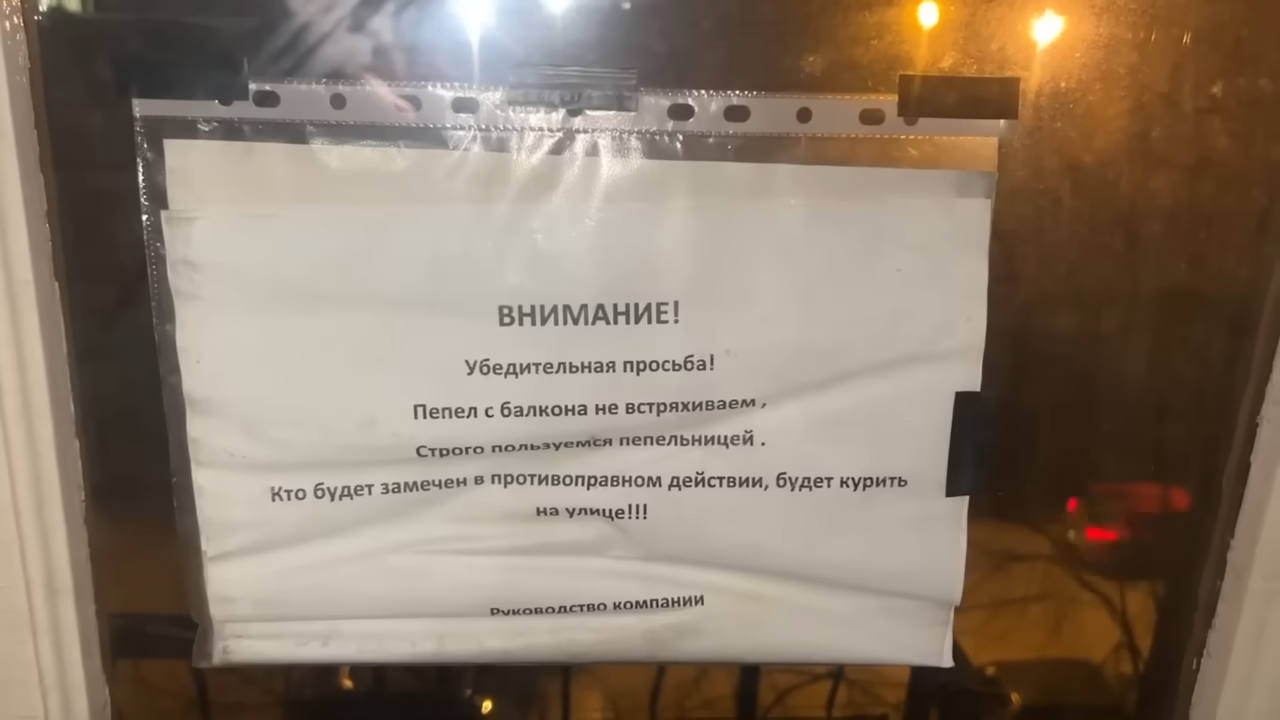 ВНИМАНИЕ!
Убедительная просьба!
Пепел с балкона не встряхиваем ,
Строго пользуемся пепельницей .
Кто будет замечен в противоправном действии, будет курить
на улице!!!
Руководство компании